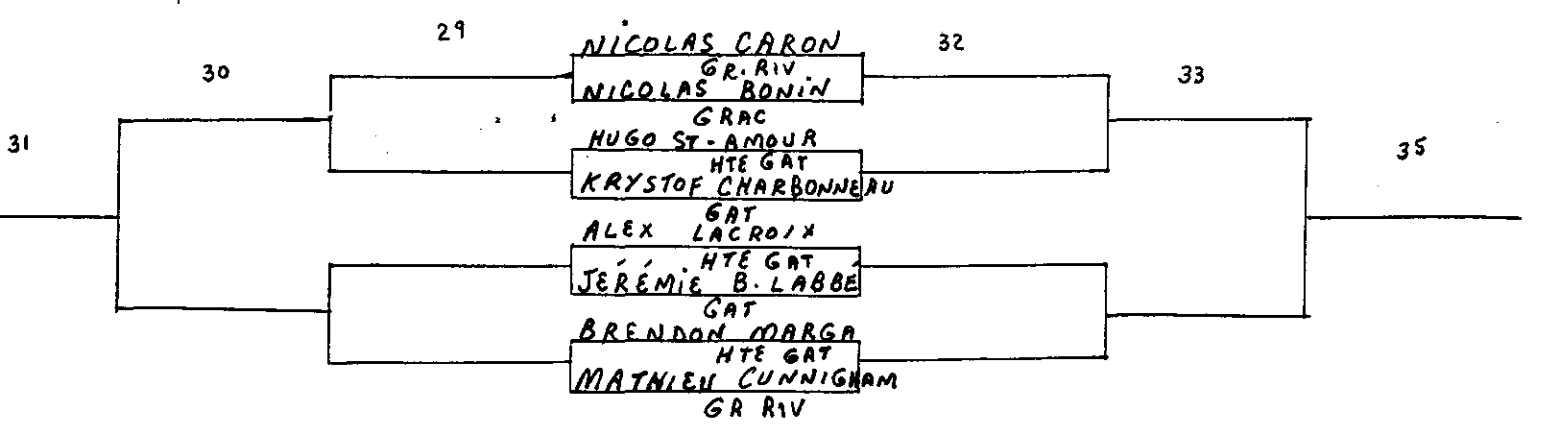 29
NICOLAS CARON
32
30
GR. RIV
33
NICOLAS BONIN
GRAC
31
HUGO ST-AMOUR
35
HTE GAT
KRYSTOF CHARBONNEAU
GAT
ALEX LACROIX
HTE GAT
JÉRÉMIE B. LABBÉ
GAT
BRENDON MARGA
HTE GAT
MATHIEU CUNNIGHAM
GR RIV